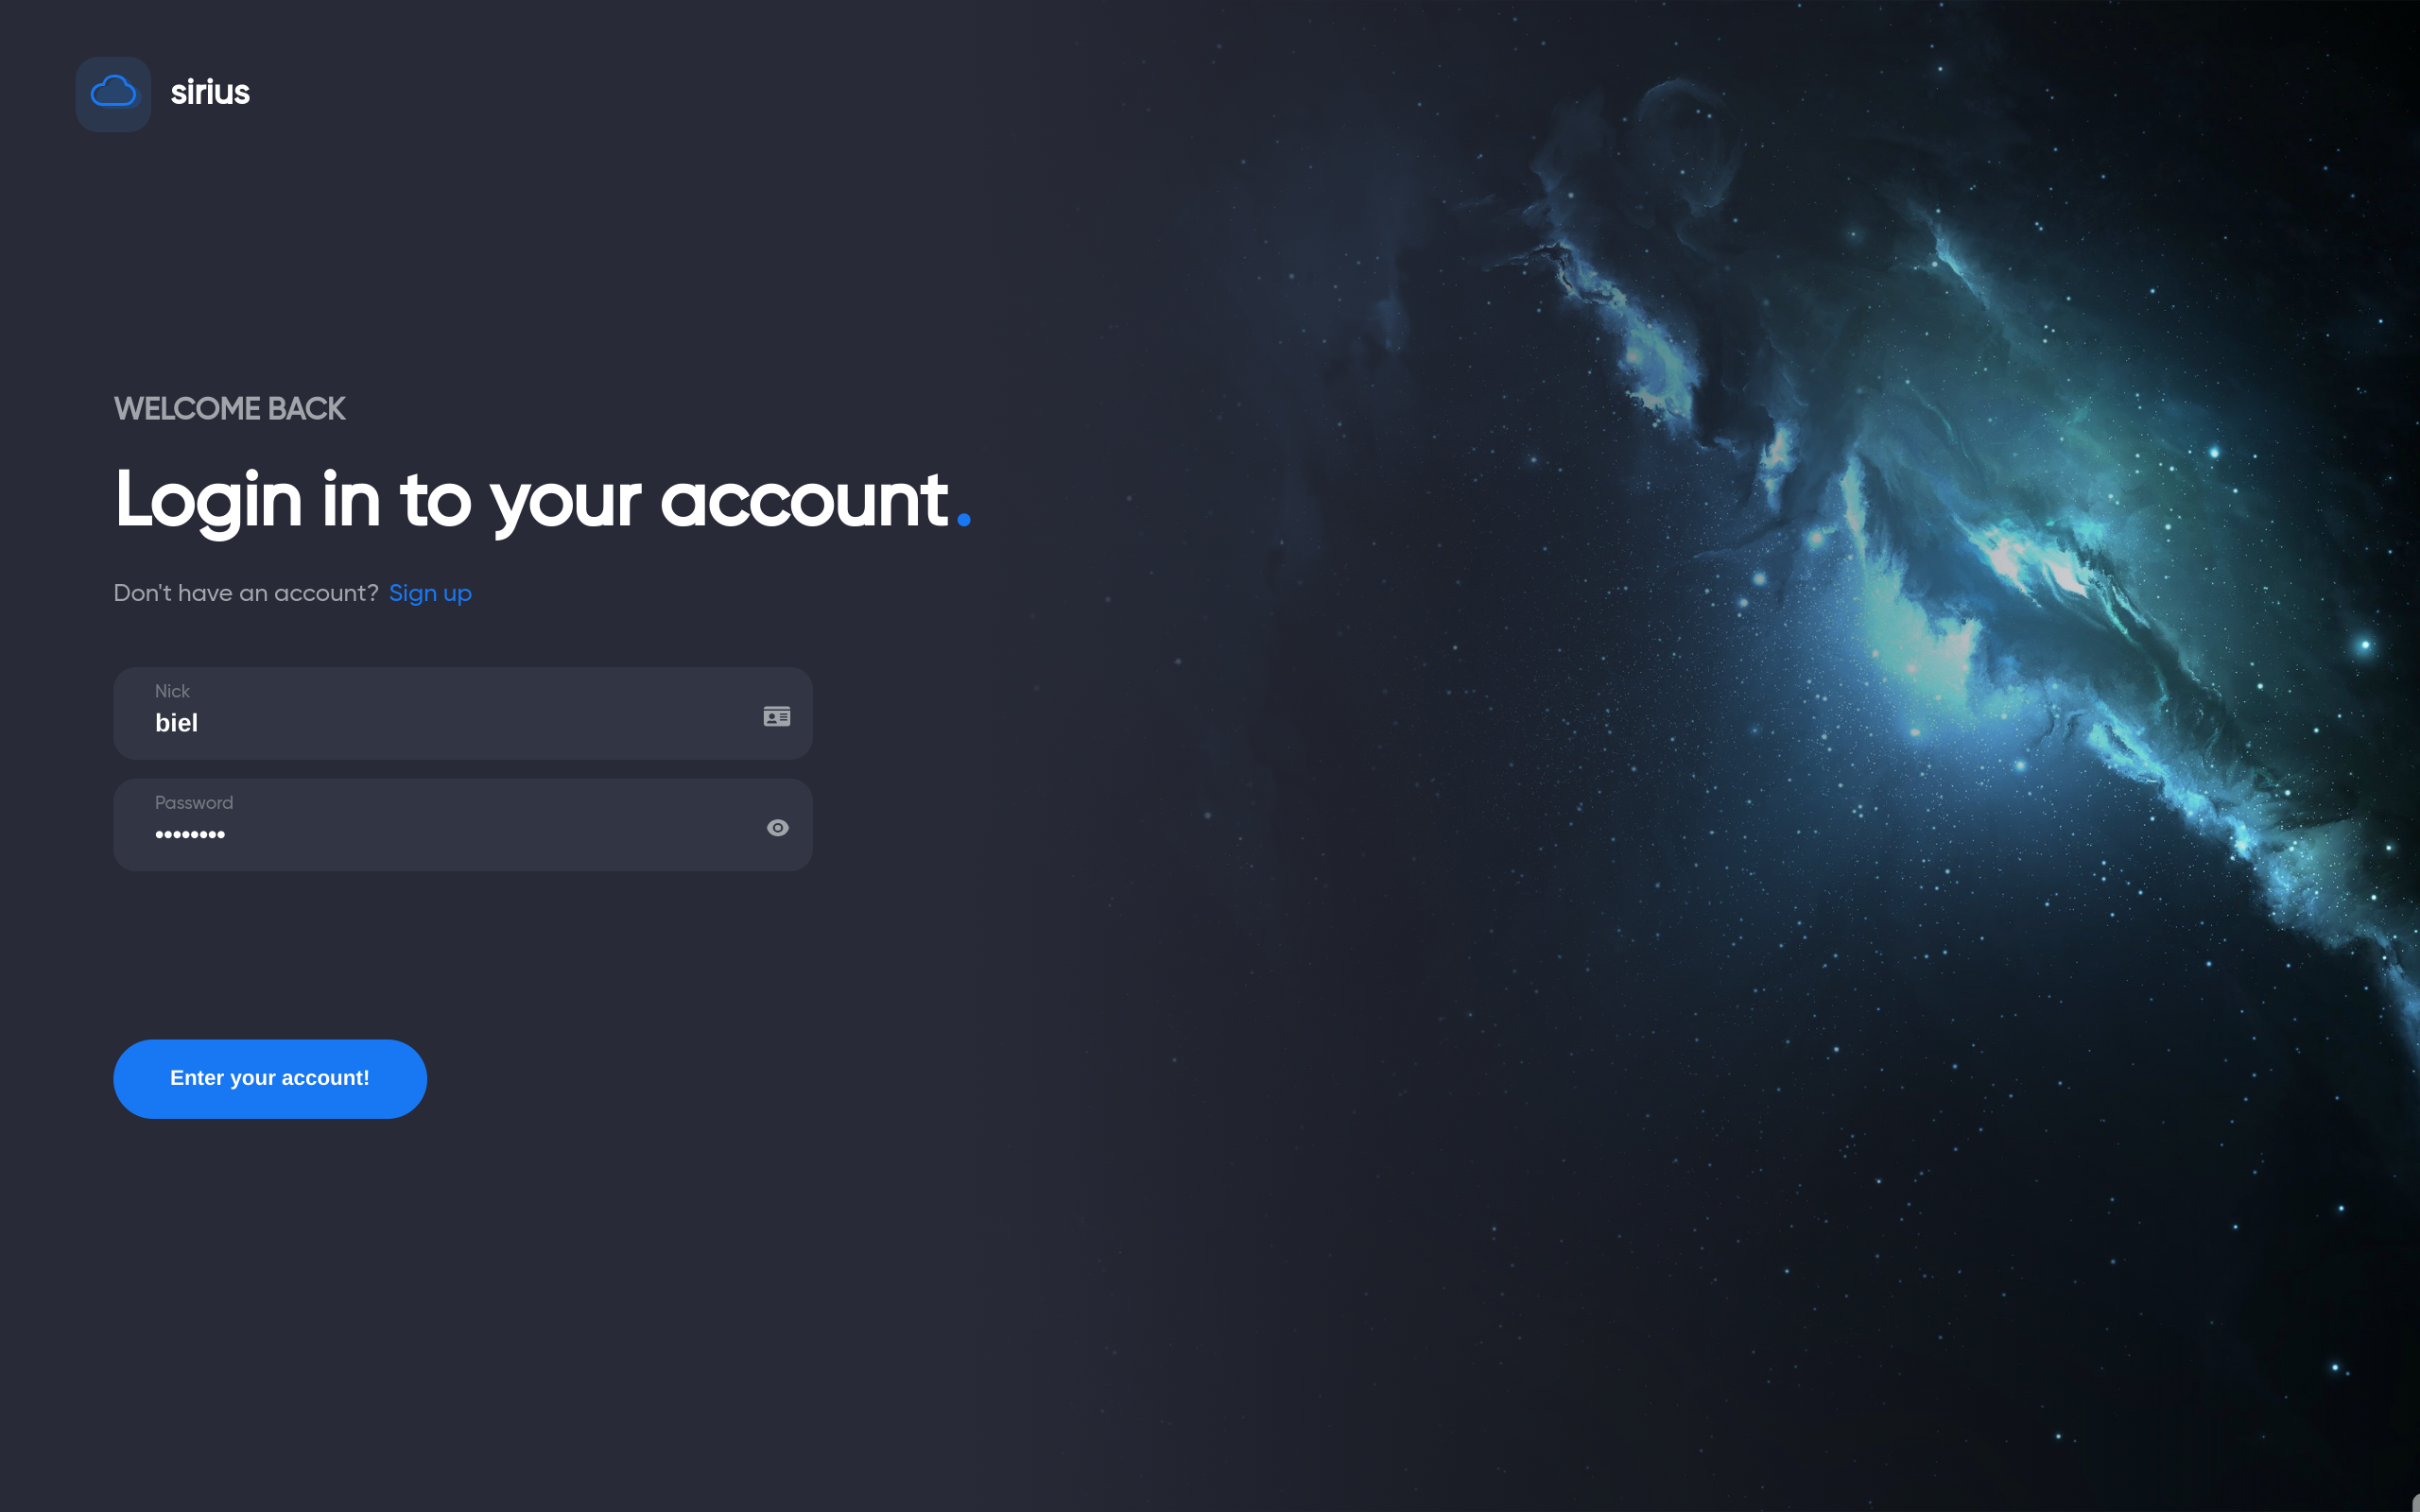 sirius
WELCOME BACK
Login in to your account.
Don't have an account? Sign up
Nick
biel
Password
••••••••
Enter your account!